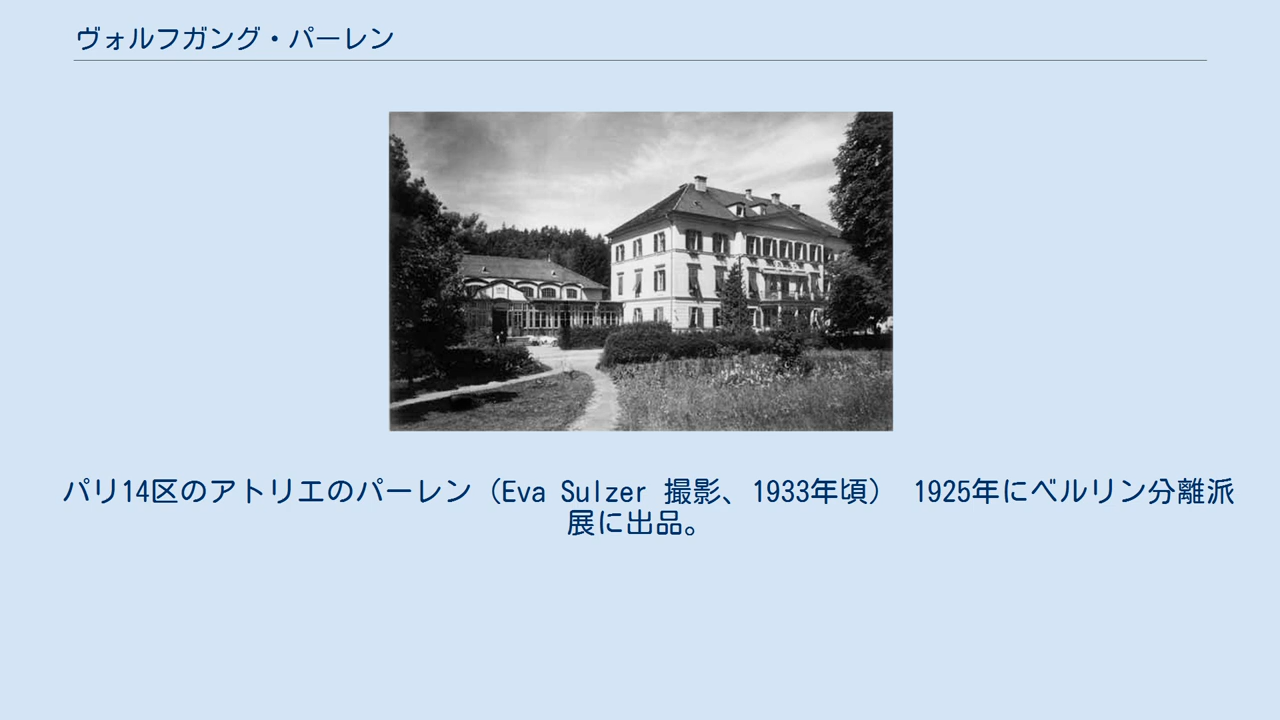 ヴォルフガング・パーレン
パリ14区のアトリエのパーレン（Eva Sulzer 撮影、1933年頃） 1925年にベルリン分離派
展に出品。